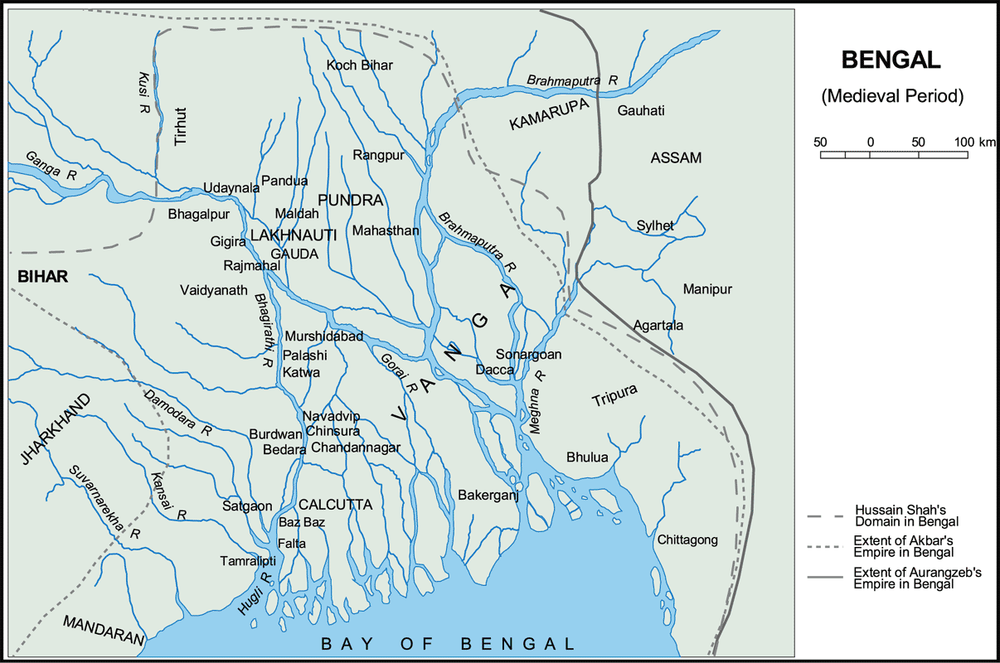 BENGAL
(Medieval Period)
50 0 50 100 km
Koch Bihar
Kusi R
Tirhut
Brahmaputra R
KAMARUPA
Gauhati
Rangpur
ASSAM
Ganga R
Udaynala
Pandua
PUNDRA
Bhagalpur
Maldah
Mahasthan
Brahmaputra R
Sylhet
LAKHNAUTI
Gigira
GAUDA
Rajmahal
BIHAR
Vaidyanath
Manipur
Bhagirathi R
Agartala
Murshidabad
VANGA
Palashi
Sonargoan
Katwa
Gorai R
Dacca
Meghna R
Tripura
Damodara R
JHARKHAND
Navadvip
Burdwan
Chinsura
Bedara
Chandannagar
Bhulua
Suvarnarekha R
Kansai R
Satgaon
CALCUTTA
Bakerganj
Baz Baz
Falta
Chittagong
Tamralipti
Hugli R
MANDARAN
BAY OF BENGAL
Hussain Shah's
Domain in Bengal
Extent of Akbar's
Empire in Bengal
Extent of Aurangzeb's
Empire in Bengal